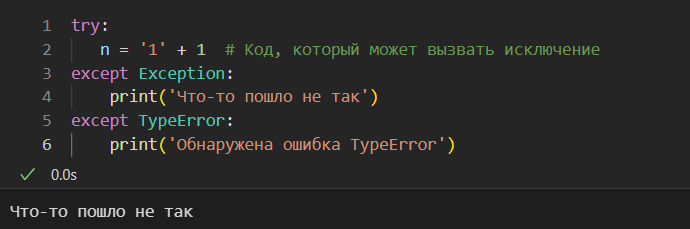 1 try:
2 n = '1' + 1 # Код, который может вызвать исключение
3 except Exception:
4 print('Что-то пошло не так')
5 except TypeError:
6 print('Обнаружена ошибка TypeError')
0.0s
Что-то пошло не так